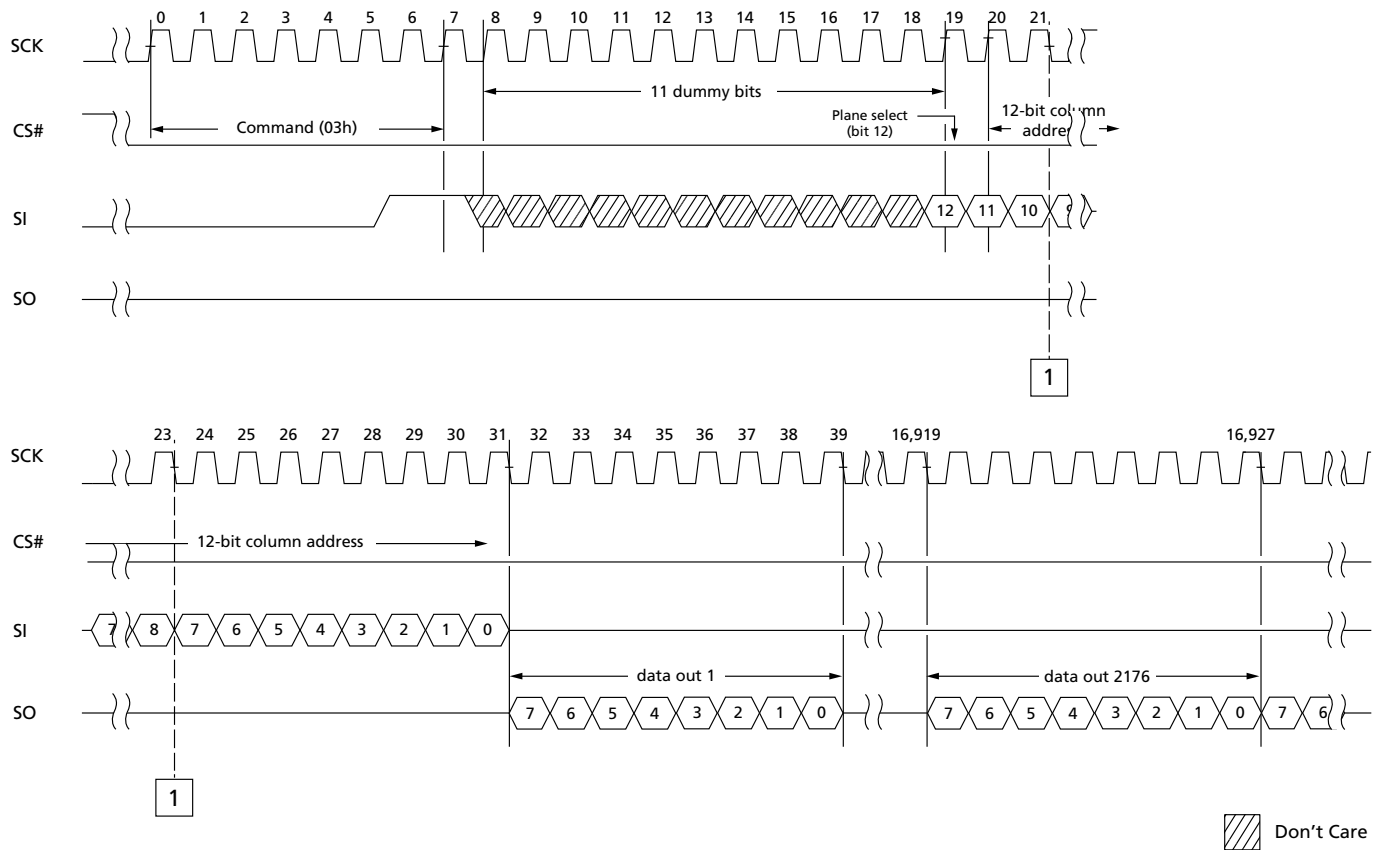 0 1 2 3 4 5 6 7 8 9 10 11 12 13 14 15 16 17 18 19 20 21
SCK
11 dummy bits
CS#
Command (03h)
Plane select
(bit 12)
12-bit column
address
SI
12 11 10 9
SO
1
23 24 25 26 27 28 29 30 31 32 33 34 35 36 37 38 39 16,919 16,927
SCK
CS#
12-bit column address
SI
7 8 7 6 5 4 3 2 1 0
data out 1
data out 2176
SO
7 6 5 4 3 2 1 0 7 6 5 4 3 2 1 0 7 6
1
Don't Care